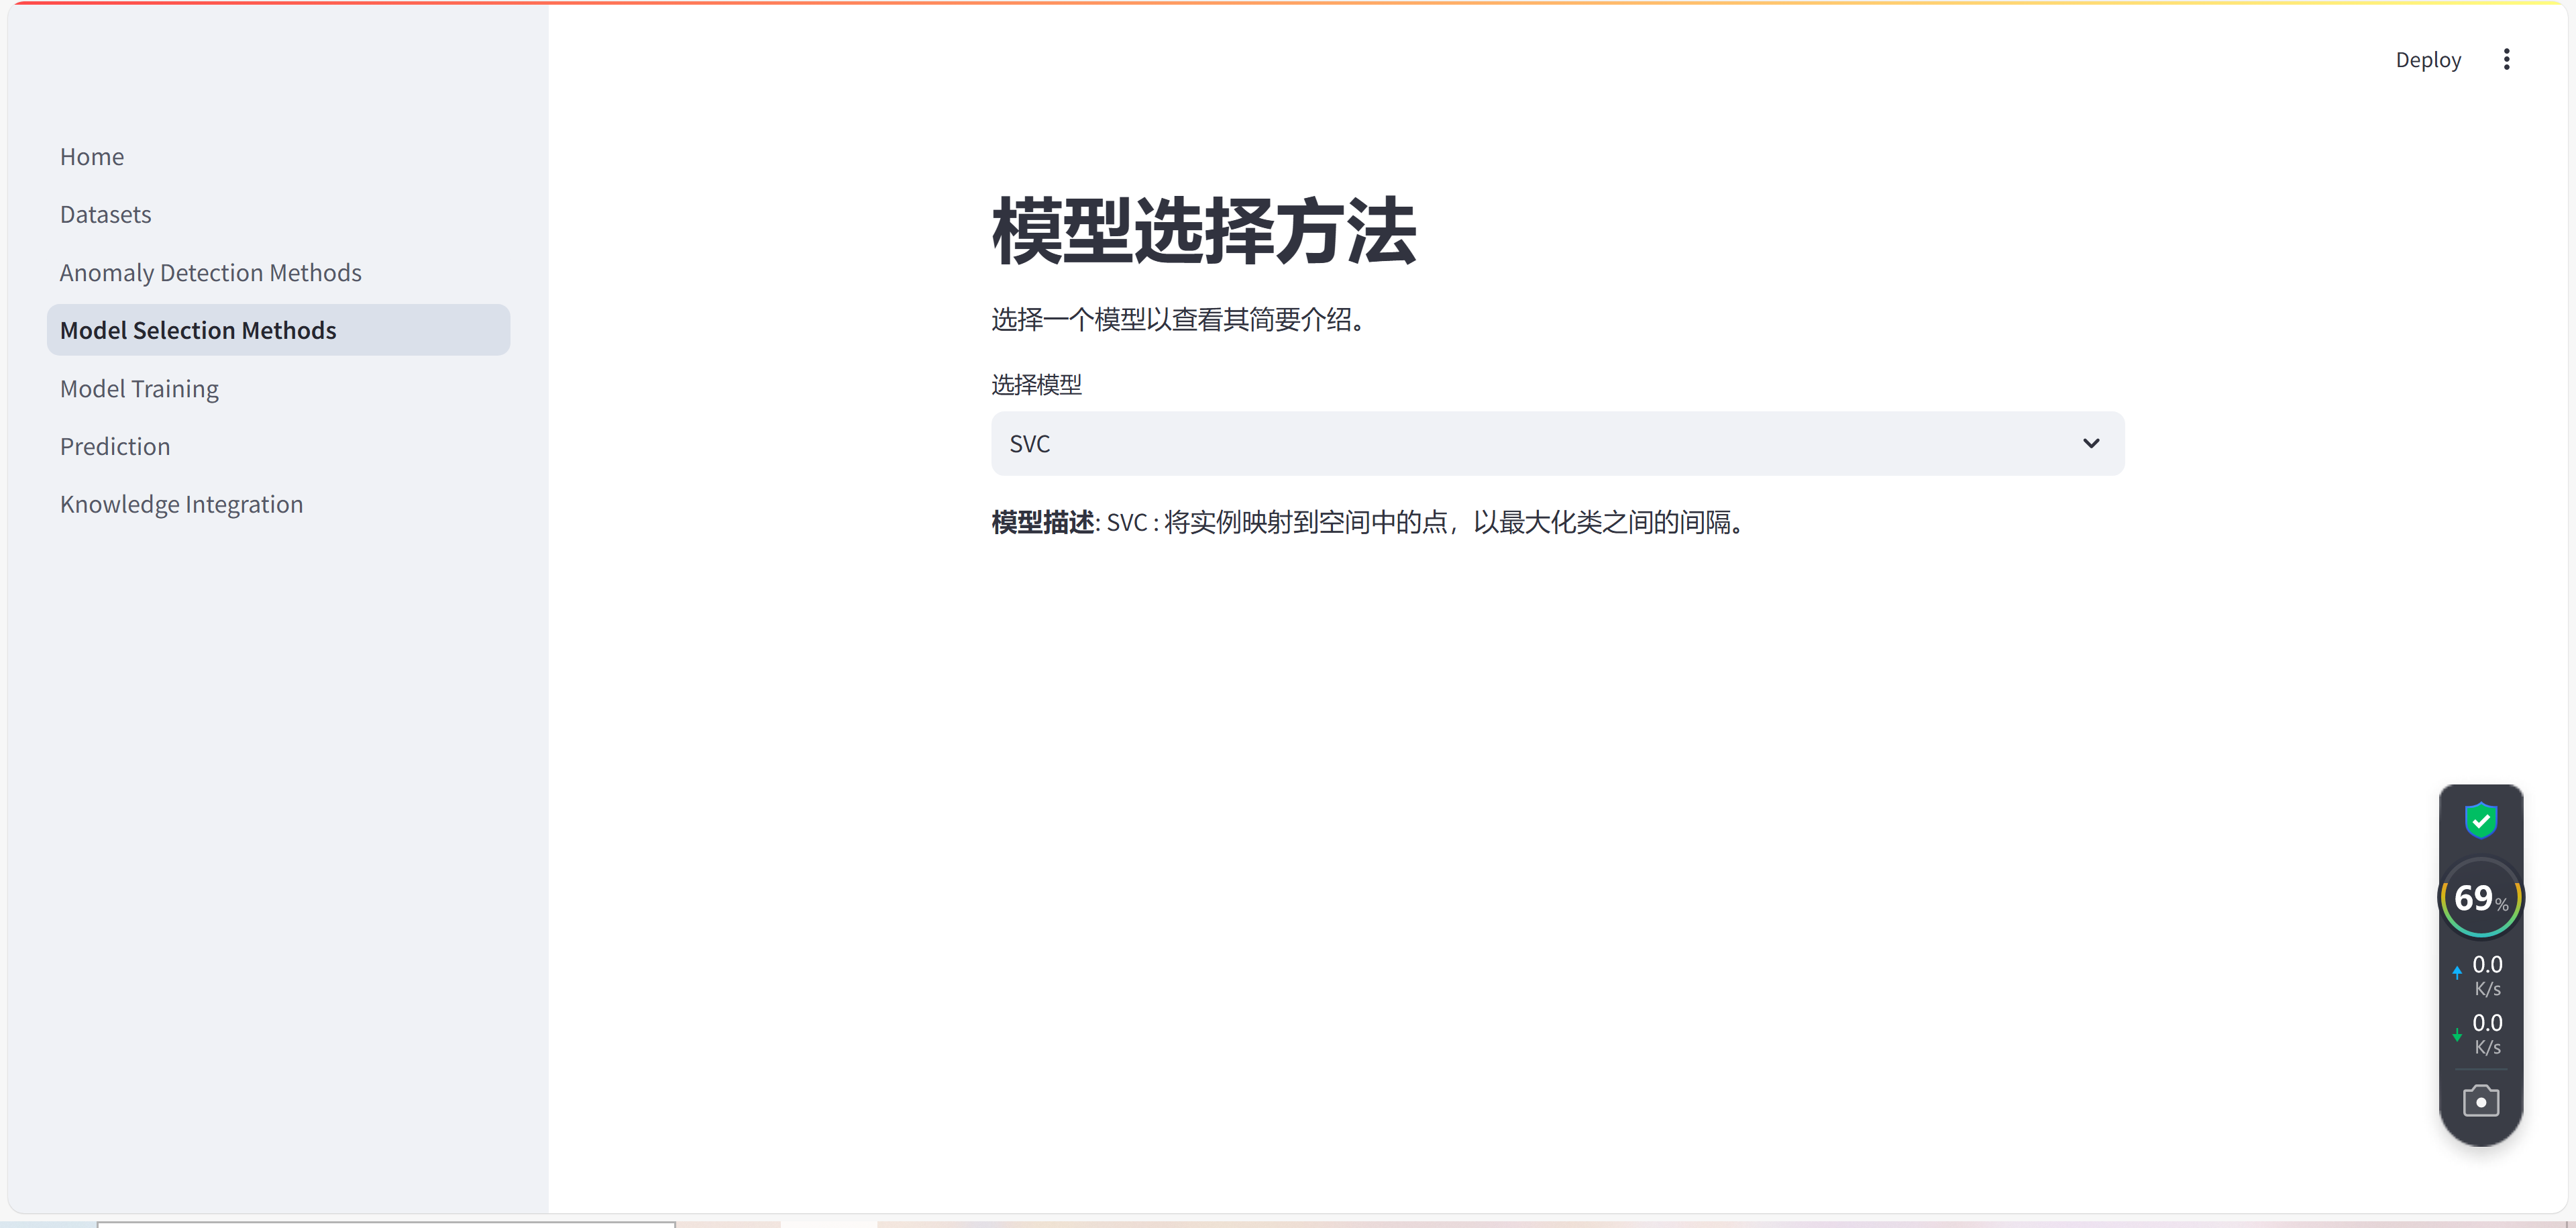 Deploy
Home
Datasets
Anomaly Detection Methods
Model Selection Methods
Model Training
Prediction
Knowledge Integration
模型选择方法
选择一个模型以查看其简要介绍。
选择模型
SVC
模型描述: SVC : 将实例映射到空间中的点，以最大化类之间的间隔。
69%
0.0
K/s
0.0
K/s